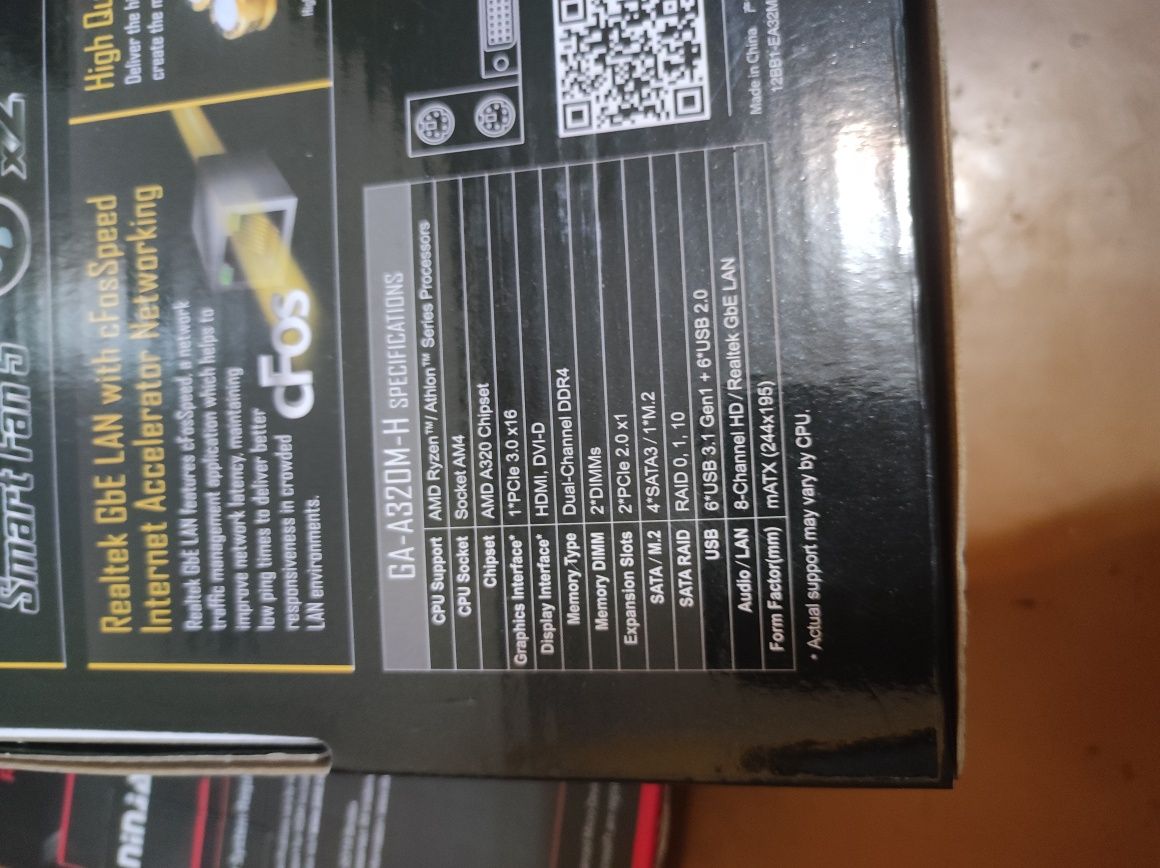 Smart Fan 5
x2
Realtek GbE LAN with cFosSpeed
Internet Accelerator Networking
Realtek GbE LAN features cFosSpeed, a network
traffic management application which helps to
improve network latency, maintaining
low ping times to deliver better
responsiveness in crowded
LAN environments.
cFos
High Qu
Deliver the h
create the m
GA-A320M-H SPECIFICATIONS
CPU Support AMD Ryzen™/ Athlon™ Series Processors
CPU Socket Socket AM4
Chipset AMD A320 Chipset
Graphics Interface* 1*PCIe 3.0 x16
Display Interface* HDMI, DVI-D
Memory Type Dual-Channel DDR4
Memory DIMM 2*DIMMs
Expansion Slots 2*PCIe 2.0 x1
SATA / M.2 4*SATA3 / 1*M.2
SATA RAID RAID 0, 1, 10
USB 6*USB 3.1 Gen1 + 6*USB 2.0
Audio / LAN 8-Channel HD / Realtek GbE LAN
Form Factor(mm) mATX (244x195)
* Actual support may vary by CPU.
Made in China
12BB1-EA32M